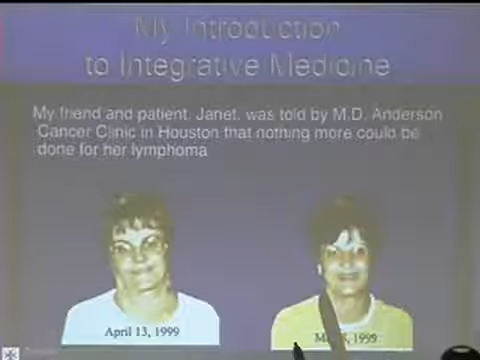 My Introduction
to Integrative Medicine
My friend and patient, Janet, was told by M.D. Anderson
Cancer Clinic in Houston that nothing more could be
done for her lymphoma
April 13, 1999
1999